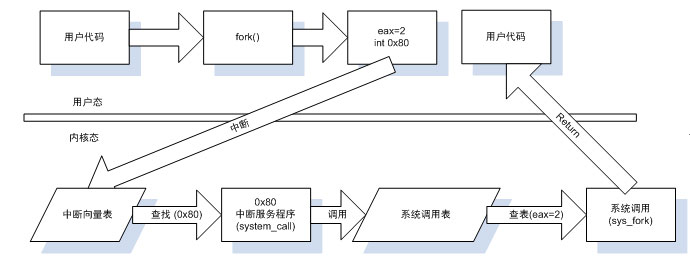 用户代码
fork()
eax=2
int 0x80
用户代码
用户态
内核态
中断
Return
中断向量表
查找 (0x80)
0x80
中断服务程序
(system_call)
调用
系统调用表
查表(eax=2)
系统调用
(sys_fork)